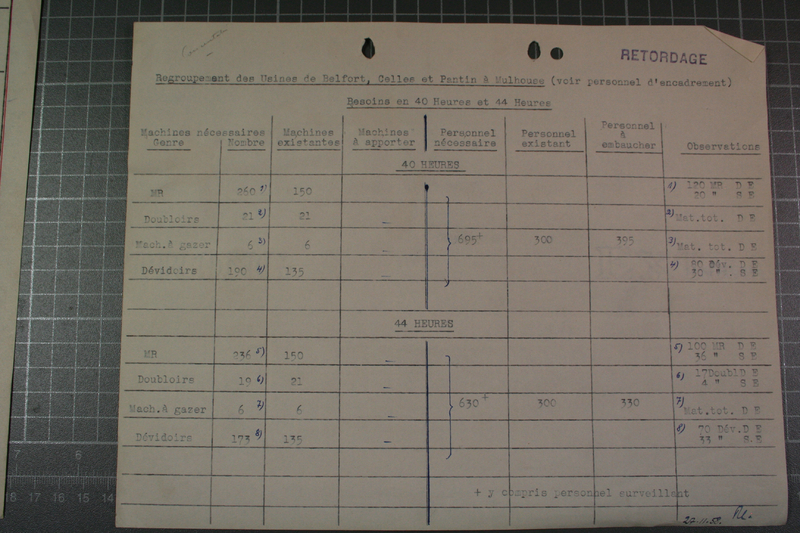 RETORDAGE
Regroupement des Usines de Belfort, Celles et Pantin à Mulhouse (voir personnel d'encadrement)
Besoins en 40 Heures et 44 Heures
Machines nécessaires Machines Machines Personnel Personnel Personnel à Observations
Genre Nombre existantes à apporter nécessaire existant embaucher
40 HEURES
MR 260 1) 150 1) 120 MR D E
20 " S E
Doubloirs 21 2) 21 _ 2) Mat.tot. D E
Mach.à gazer 6 3) 6 _ 695+ 300 395 3) Mat. tot. D E
Dévidoirs 190 4) 135 _ 4) 80 Dév. D E
30 " . S E
44 HEURES
MR 236 5) 150 _ 5) 100 MR D E
36 " S E
Doubloirs 19 6) 21 _ 6) 17Doubl D E
4 " S E
Mach.à gazer 6 7) 6 _ 630+ 300 330 7) Mat.tot. D E
Dévidoirs 173 8) 135 _ 8) 70 Dév.D E
33 " S.E
+ y compris personnel surveillant